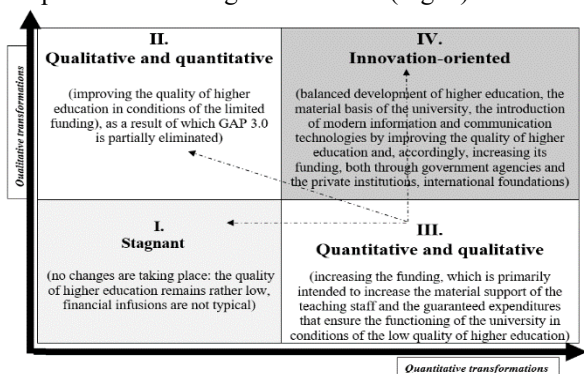 Qualitative transformations
II.
Qualitative and quantitative
(improving the quality of higher
education in conditions of the limited
funding), as a result of which GAP 3.0
is partially eliminated)
IV.
Innovation-oriented
(balanced development of higher education, the
material basis of the university, the introduction
of modern information and communication
technologies by improving the quality of higher
education and, accordingly, increasing its
funding, both through government agencies and
the private institutions, international foundations)
I.
Stagnant
(no changes are taking place: the quality
of higher education remains rather low,
financial infusions are not typical)
III.
Quantitative and qualitative
(increasing the funding, which is primarily
intended to increase the material support of the
teaching staff and the guaranteed expenditures
that ensure the functioning of the university in
conditions of the low quality of higher education)
Quantitative transformations